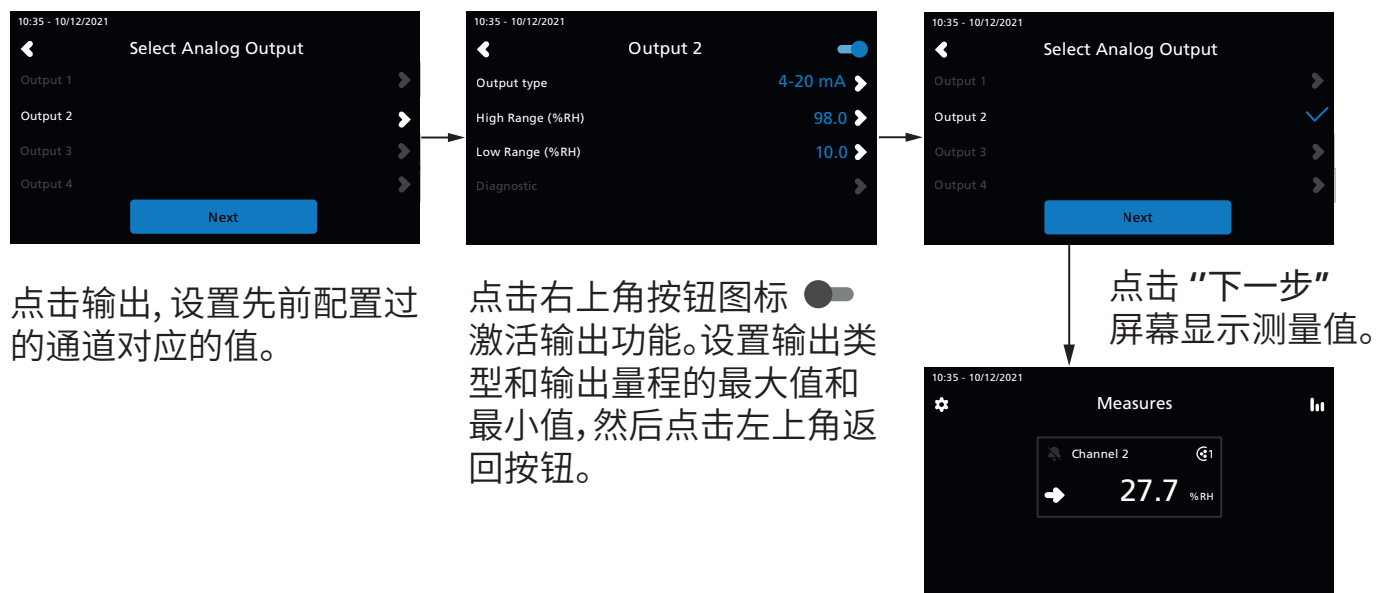 10:35 - 10/12/2021
Select Analog Output
Output 1
Output 2
Output 3
Output 4
Next
点击输出，设置先前配置过
的通道对应的值。
10:35 - 10/12/2021
Output 2
Output type 4-20 mA
High Range (%RH) 98.0
Low Range (%RH) 10.0
Diagnostic
点击右上角按钮图标
激活输出功能。设置输出类
型和输出量程的最大值和
最小值，然后点击左上角返
回按钮。
10:35 - 10/12/2021
Select Analog Output
Output 1
Output 2
Output 3
Output 4
Next
点击 "下一步"
屏幕显示测量值。
10:35 - 10/12/2021
Measures
Channel 2 1
27.7 %RH